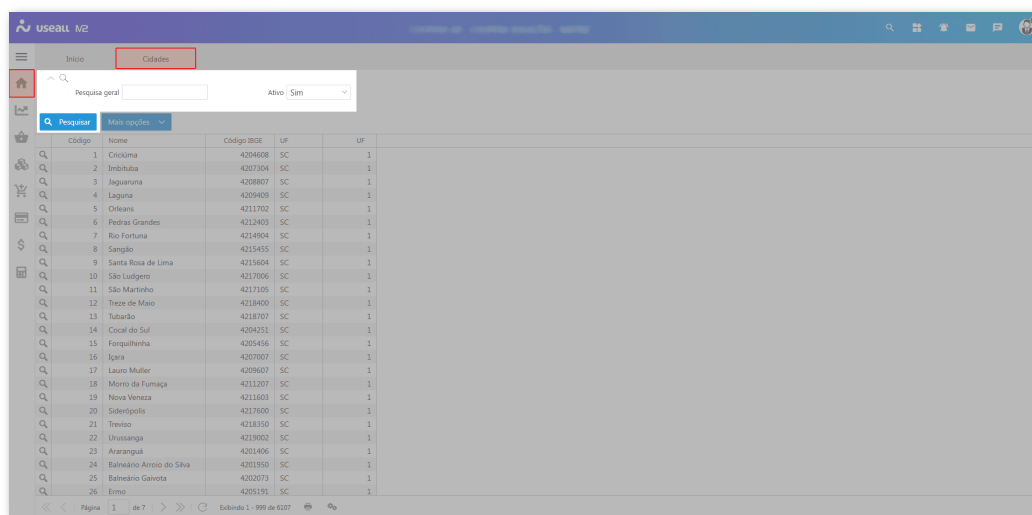 useall M2
Início Cidades
Pesquisa geral Ativo Sim
Pesquisar Mais opções
Código Nome Código IBGE UF UF
1 Criciúma 4204608 SC 1
2 Imbituba 4207304 SC 1
3 Jaguaruna 4208807 SC 1
4 Laguna 4209409 SC 1
5 Orleans 4211702 SC 1
6 Pedras Grandes 4212403 SC 1
7 Rio Fortuna 4214904 SC 1
8 Sangão 4215455 SC 1
9 Santa Rosa de Lima 4215604 SC 1
10 São Ludgero 4217006 SC 1
11 São Martinho 4217105 SC 1
12 Treze de Maio 4218400 SC 1
13 Tubarão 4218707 SC 1
14 Cocal do Sul 4204251 SC 1
15 Forquilhinha 4205456 SC 1
16 Içara 4207007 SC 1
17 Lauro Muller 4209607 SC 1
18 Morro da Fumaça 4211207 SC 1
19 Nova Veneza 4211603 SC 1
20 Siderópolis 4217600 SC 1
21 Treviso 4218350 SC 1
22 Urussanga 4219002 SC 1
23 Araranguá 4201406 SC 1
24 Balneário Arroio do Silva 4201950 SC 1
25 Balneário Gaivota 4202073 SC 1
26 Ermo 4205191 SC 1
Página 1 de 7 Exibindo 1 - 999 de 6107